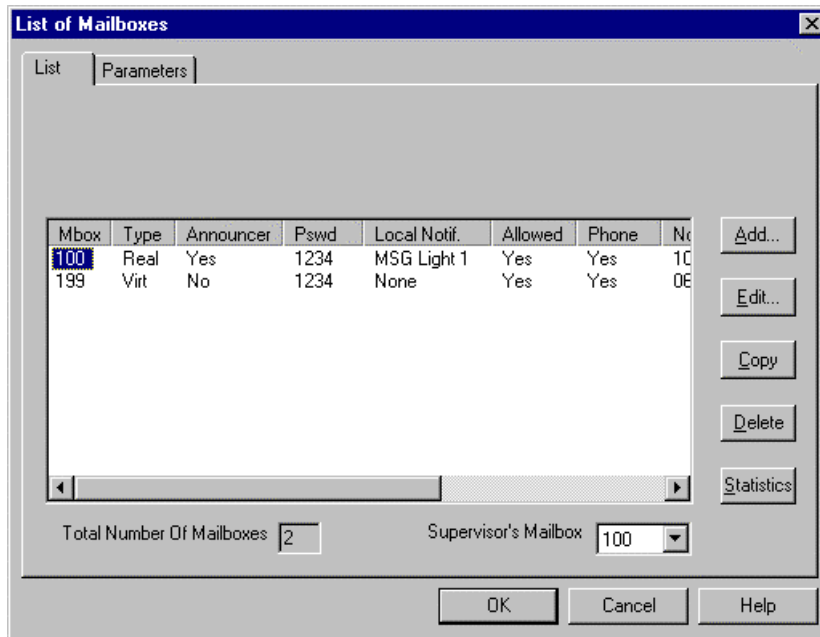 List of Mailboxes
List Parameters
Mbox Type Announcer Pswd Local Notif. Allowed Phone
100 Real Yes 1234 MSG Light 1 Yes Yes
199 Virt No 1234 None Yes Yes
Add...
Edit...
Copy
Delete
Statistics
Total Number Of Mailboxes 2 Supervisor's Mailbox 100
OK Cancel Help